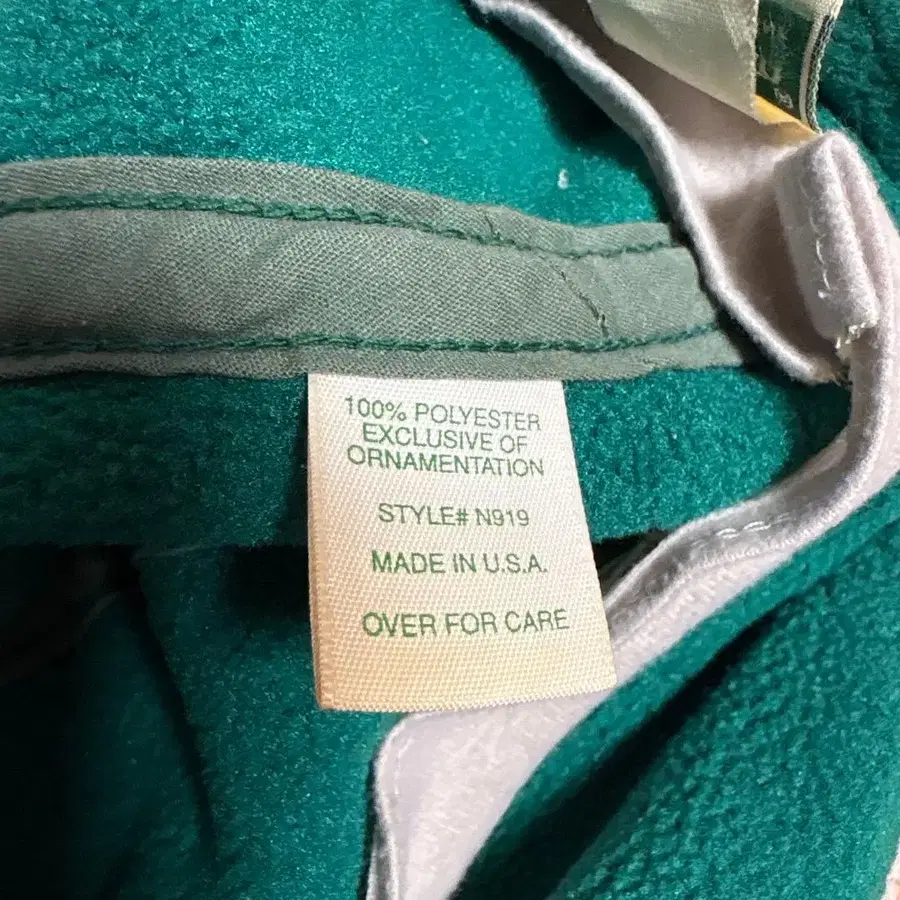 100% POLYESTER
EXCLUSIVE OF
ORNAMENTATION
STYLE# N919
MADE IN U.S.A.
OVER FOR CARE